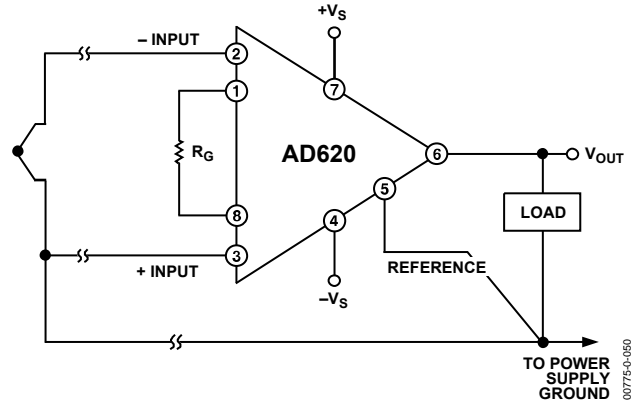 +VS
– INPUT
2
1
7
RG
AD620
6
VOUT
5
LOAD
8
4
3
REFERENCE
+ INPUT
–VS
TO POWER
SUPPLY
GROUND
00775-0-050